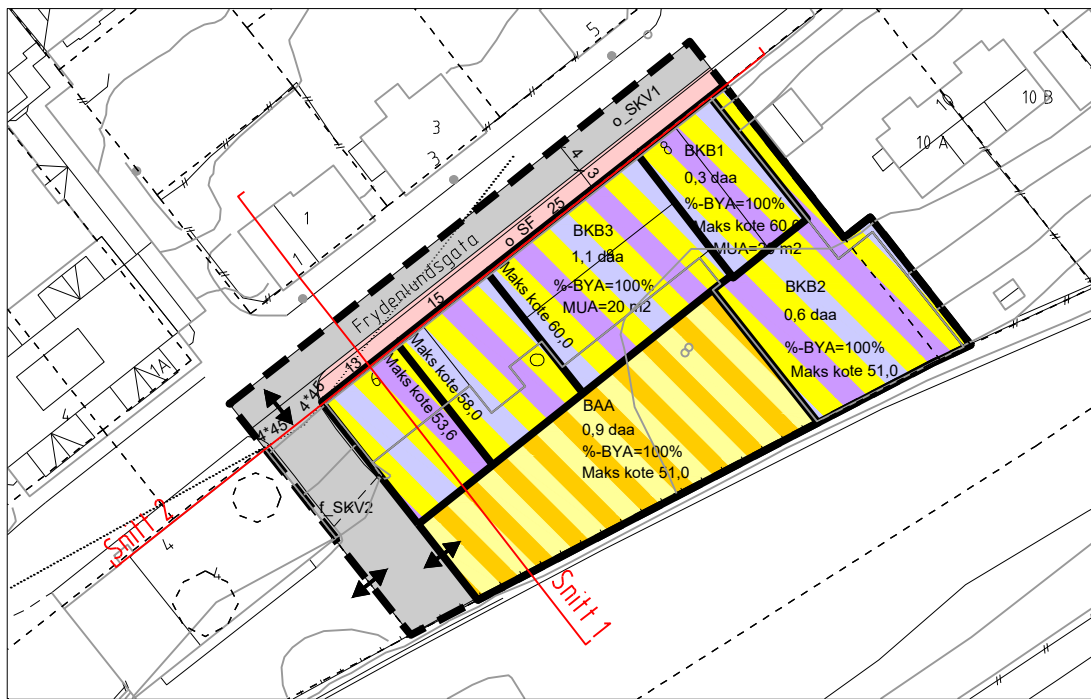 5
o_SKV1
3
3
4
3
1
Frydenlundsgata
o_SF
25
15
13
4*45
4*45
1A
10
10 B
10 A
BKB1
0,3 daa
%-BYA=100%
Maks kote 60,0
MUA=20 m2
8
BKB3
1,1 daa
%-BYA=100%
MUA=20 m2
Maks kote 60,0
Maks kote 58,0
Maks kote 53,6
6
8
BKB2
0,6 daa
%-BYA=100%
Maks kote 51,0
BAA
0,9 daa
%-BYA=100%
Maks kote 51,0
f_SKV2
4
Snitt 2
Snitt 1